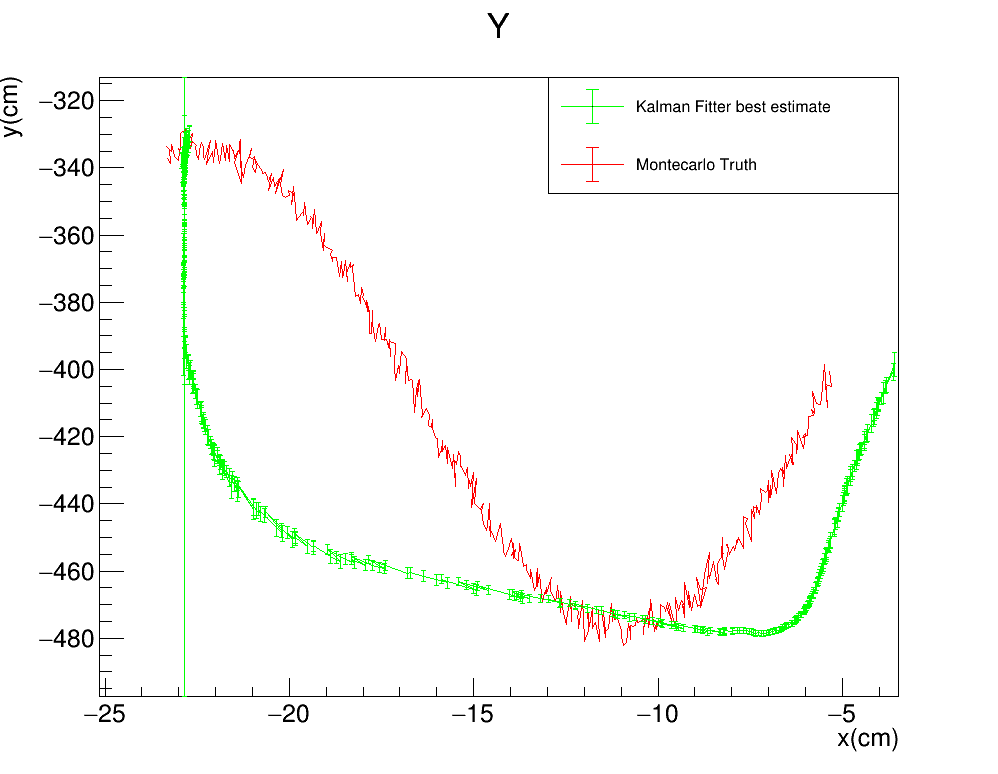 Y
y(cm)
Kalman Fitter best estimate
Montecarlo Truth
−320
−340
−360
−380
−400
−420
−440
−460
−480
−25 −20 −15 −10 −5
x(cm)